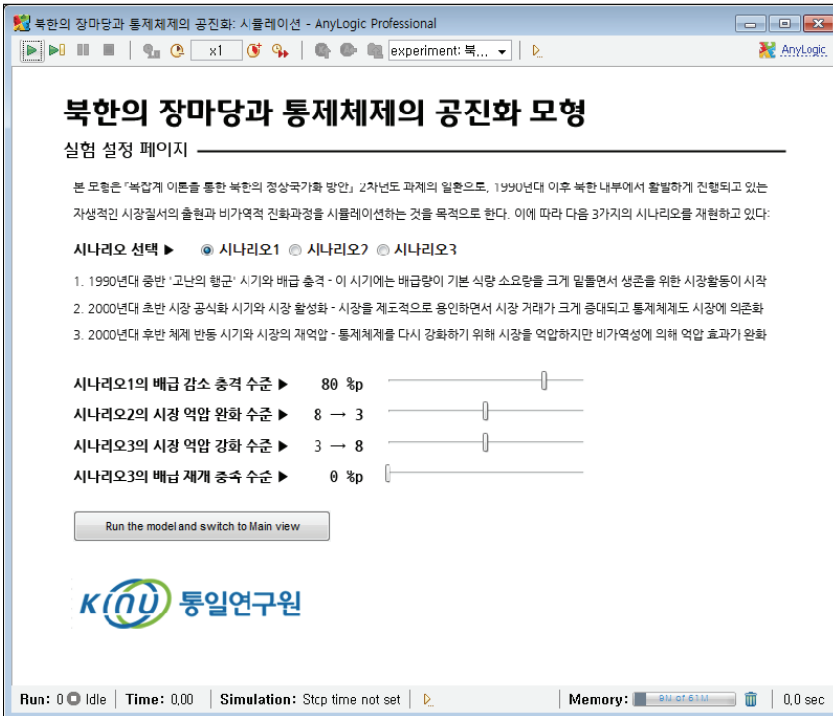 북한의 장마당과 통제체제의 공진화: 시뮬레이션 - AnyLogic Professional
x1 experiment: 북... AnyLogic
북한의 장마당과 통제체제의 공진화 모형
실험 설정 페이지
본 모형은 『복잡계 이론을 통한 북한의 정상국가화 방안』 2차년도 과제의 일환으로, 1990년대 이후 북한 내부에서 활발하게 진행되고 있는
자생적인 시장질서의 출현과 비가역적 진화과정을 시뮬레이션하는 것을 목적으로 한다. 이에 따라 다음 3가지의 시나리오를 재현하고 있다:
시나리오 선택 ▶ 시나리오1 시나리오2 시나리오3
1. 1990년대 중반 '고난의 행군' 시기와 배급 충격 - 이 시기에는 배급량이 기본 식량 소요량을 크게 밑돌면서 생존을 위한 시장활동이 시작
2. 2000년대 초반 시장 공식화 시기와 시장 활성화 - 시장을 제도적으로 용인하면서 시장 거래가 크게 증대되고 통제체제도 시장에 의존화
3. 2000년대 후반 체제 반동 시기와 시장의 재억압 - 통제체제를 다시 강화하기 위해 시장을 억압하지만 비가역성에 의해 억압 효과가 완화
시나리오1의 배급 감소 충격 수준 ▶ 80 %p
시나리오2의 시장 억압 완화 수준 ▶ 8 → 3
시나리오3의 시장 억압 강화 수준 ▶ 3 → 8
시나리오3의 배급 재개 충속 수준 ▶ 0 %p
Run the model and switch to Main view
KINU 통일연구원
Run: 0 Idle Time: 0.00 Simulation: Stop time not set Memory: 9M of 61M 0.0 sec